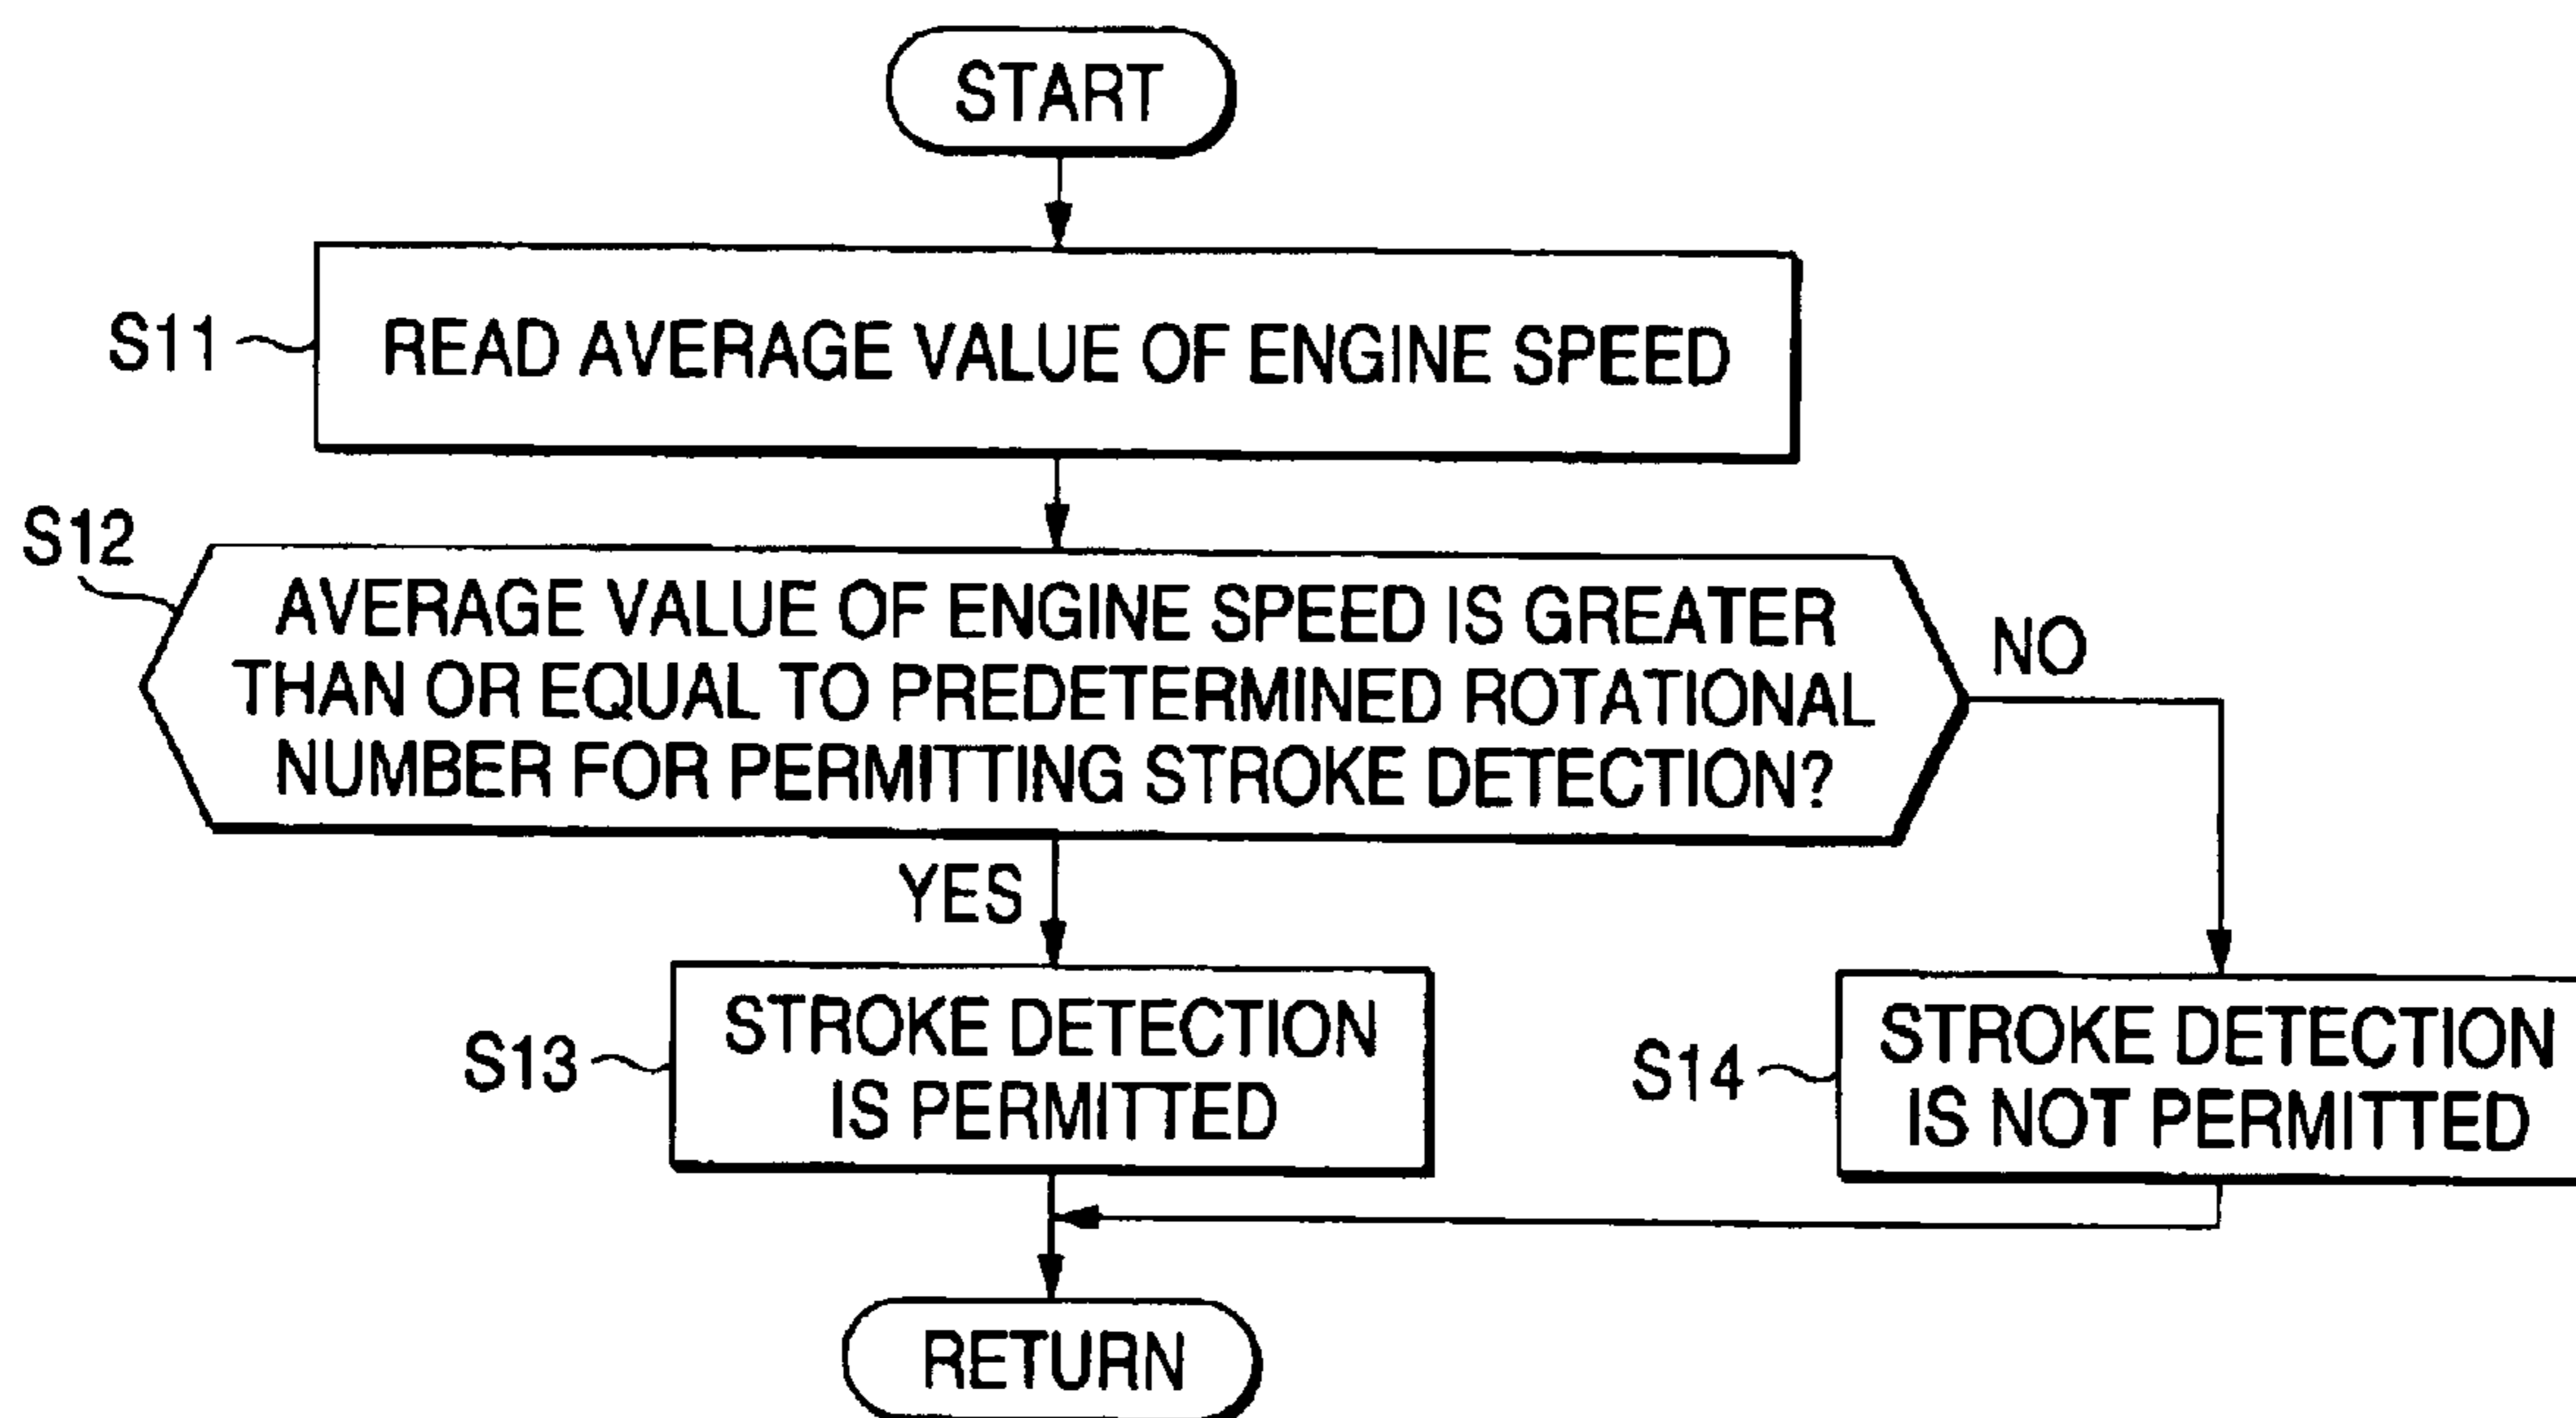 START
S11
READ AVERAGE VALUE OF ENGINE SPEED
S12
AVERAGE VALUE OF ENGINE SPEED IS GREATER
THAN OR EQUAL TO PREDETERMINED ROTATIONAL
NUMBER FOR PERMITTING STROKE DETECTION?
NO
YES
S13
STROKE DETECTION
IS PERMITTED
S14
STROKE DETECTION
IS NOT PERMITTED
RETURN